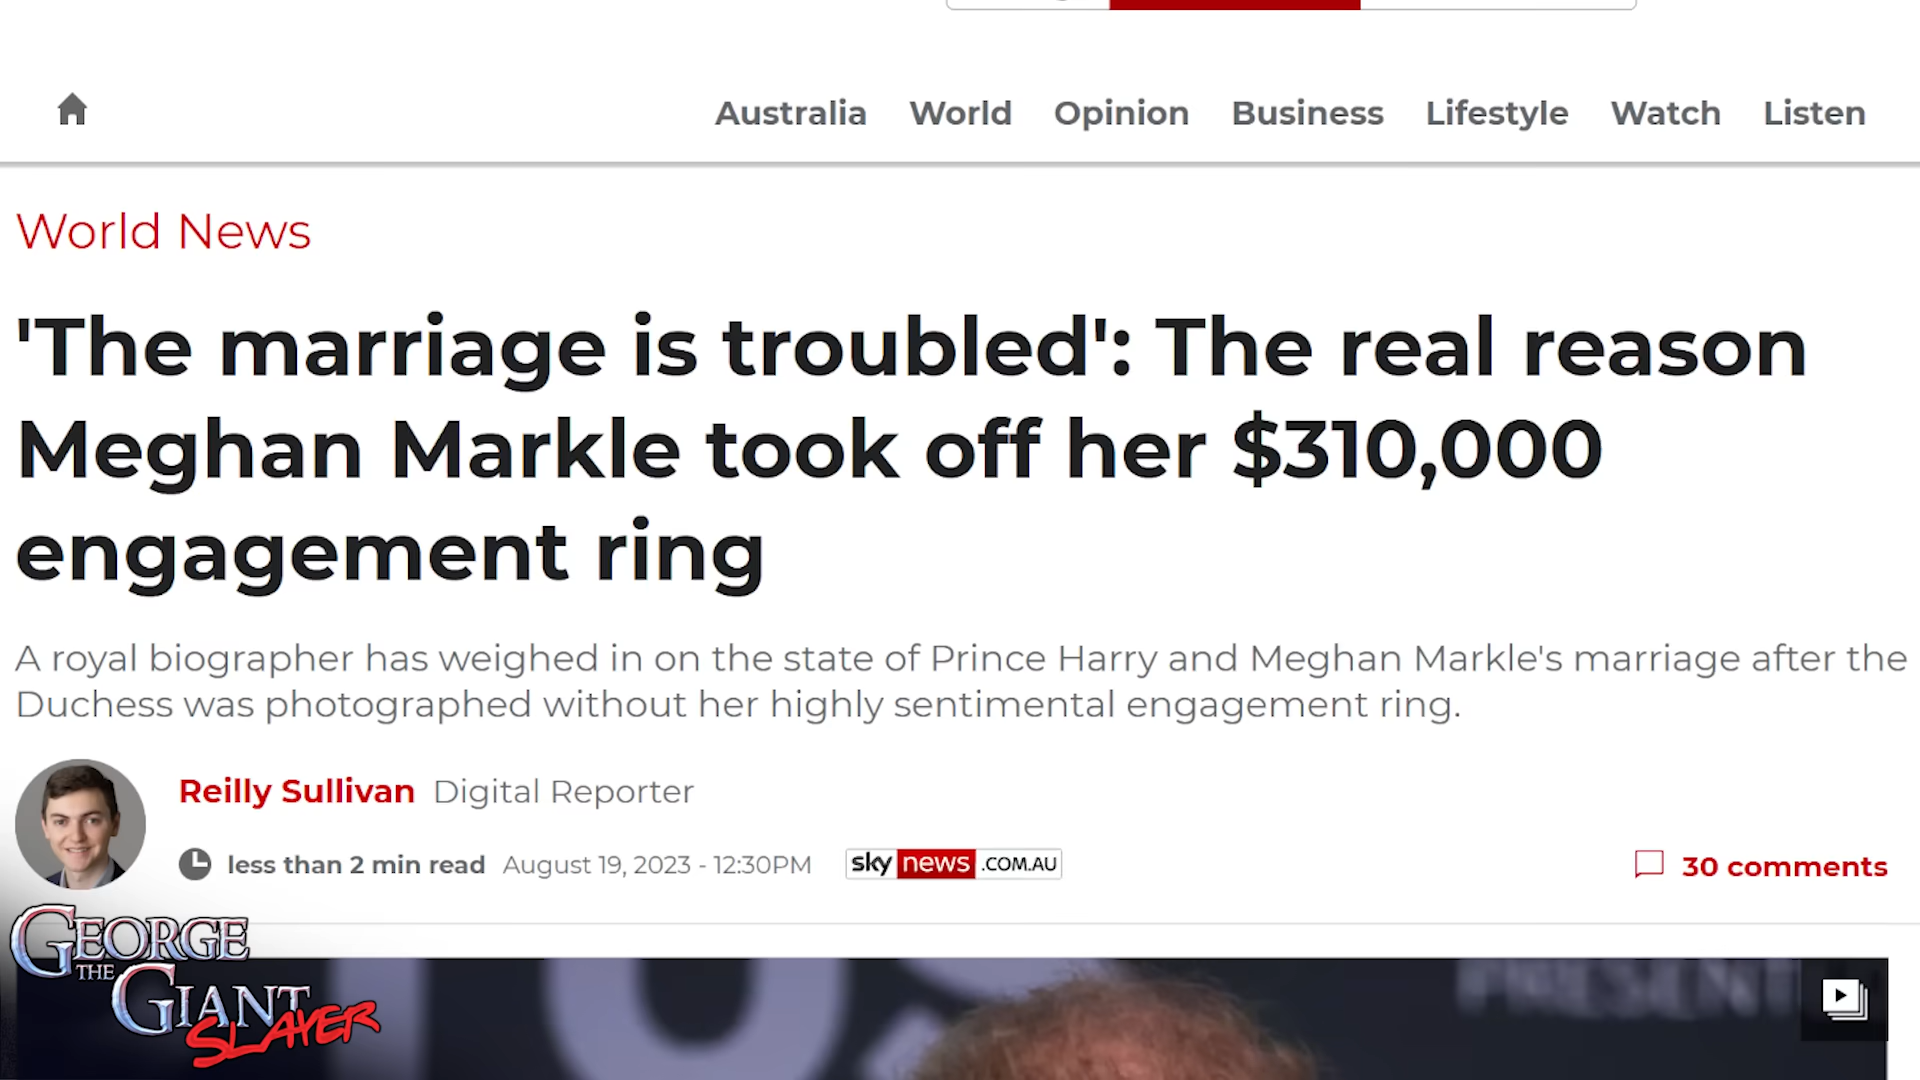 Australia World Opinion Business Lifestyle Watch Listen
World News
'The marriage is troubled': The real reason
Meghan Markle took off her $310,000
engagement ring
A royal biographer has weighed in on the state of Prince Harry and Meghan Markle's marriage after the
Duchess was photographed without her highly sentimental engagement ring.
Reilly Sullivan Digital Reporter
less than 2 min read August 19, 2023 - 12:30PM sky news .COM.AU
30 comments
GEORGE
THE
GIANT
SLAYER
PRESENT